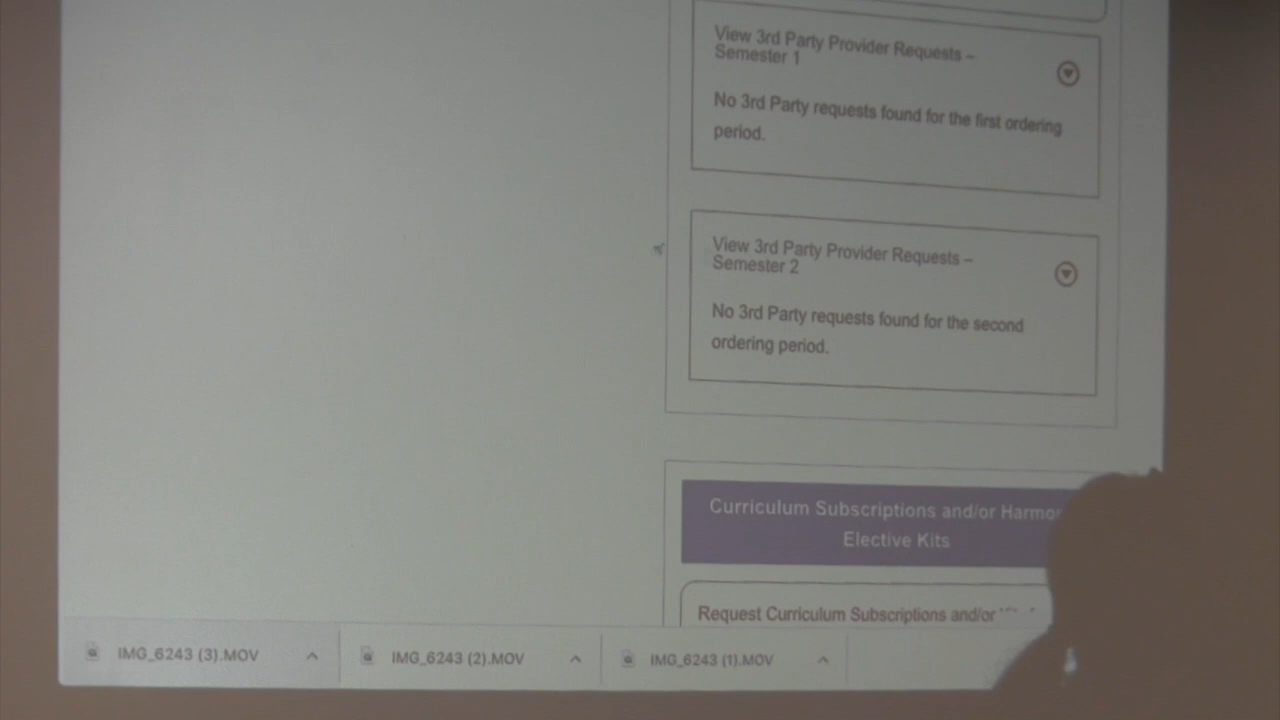 View 3rd Party Provider Requests –
Semester 1
No 3rd Party requests found for the first ordering
period.
View 3rd Party Provider Requests –
Semester 2
No 3rd Party requests found for the second
ordering period.
Curriculum Subscriptions and/or
Elective Kits
Request Curriculum Subscriptions and/or
IMG_6243 (3).MOV
IMG_6243 (2).MOV
IMG_6243 (1).MOV